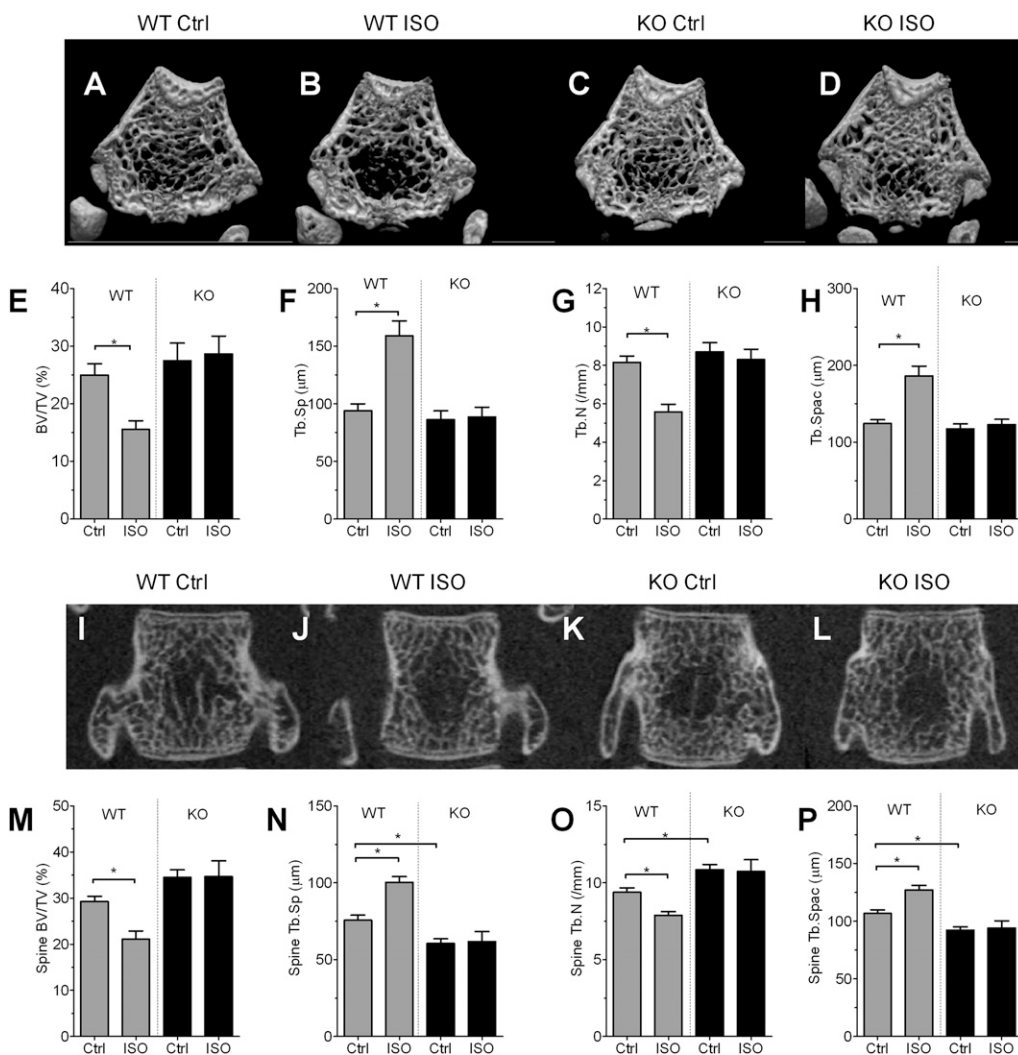 WT Ctrl WT ISO KO Ctrl KO ISO
A B C D
E F G H
WT KO WT KO WT KO WT KO
* * * *
BV/TV (%)
40
30
20
10
0
Ctrl ISO Ctrl ISO
Tb.Sp (μm)
200
150
100
50
0
Ctrl ISO Ctrl ISO
Tb.N (/mm)
12
10
8
6
4
2
0
Ctrl ISO Ctrl ISO
Tb.Spac (μm)
300
200
100
0
Ctrl ISO Ctrl ISO
WT Ctrl WT ISO KO Ctrl KO ISO
I J K L
M N O P
WT KO WT KO WT KO WT KO
* * * * * * *
Spine BV/TV (%)
50
40
30
20
10
0
Ctrl ISO Ctrl ISO
Spine Tb.Sp (μm)
150
100
50
0
Ctrl ISO Ctrl ISO
Spine Tb.N (/mm)
15
10
5
0
Ctrl ISO Ctrl ISO
Spine Tb.Spac (μm)
200
150
100
50
0
Ctrl ISO Ctrl ISO